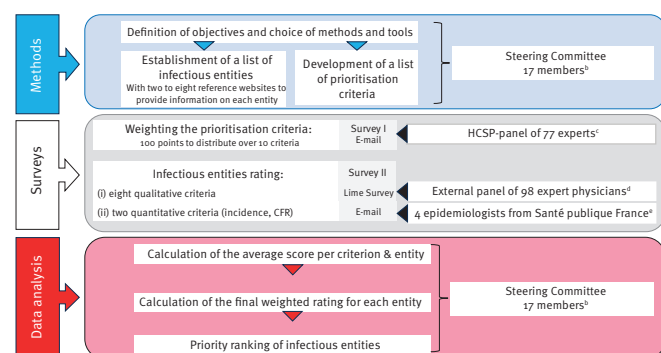 Methods
Definition of objectives and choice of methods and tools
Establishment of a list of
infectious entities
With two to eight reference websites to
provide information on each entity
Development of a list
of prioritisation
criteria
Steering Committee
17 membersᵇ
Surveys
Weighting the prioritisation criteria:
100 points to distribute over 10 criteria
Survey I
E-mail
HCSP-panel of 77 expertsᶜ
Infectious entities rating:
Survey II
(i) eight qualitative criteria
Lime Survey
External panel of 98 expert physiciansᵈ
(ii) two quantitative criteria (incidence, CFR)
E-mail
4 epidemiologists from Santé publique Franceᵉ
Data analysis
Calculation of the average score per criterion & entity
Calculation of the final weighted rating for each entity
Priority ranking of infectious entities
Steering Committee
17 membersᵇ